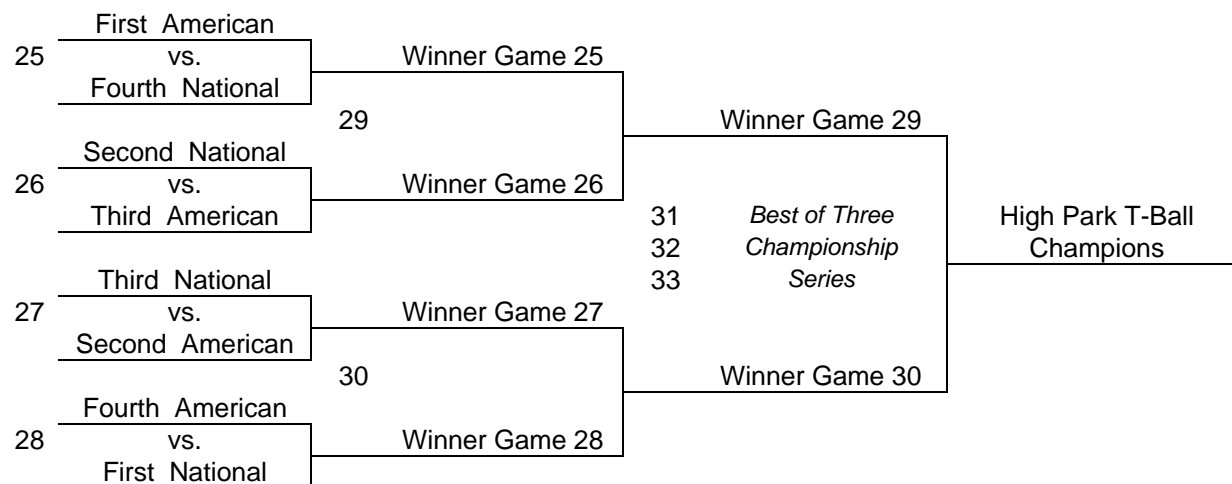 First American
25 vs. Winner Game 25
Fourth National
29 Winner Game 29
Second National
26 vs. Winner Game 26
Third American 31 Best of Three High Park T-Ball
32 Championship Champions
Third National 33 Series
27 vs. Winner Game 27
Second American
30 Winner Game 30
Fourth American
28 vs. Winner Game 28
First National